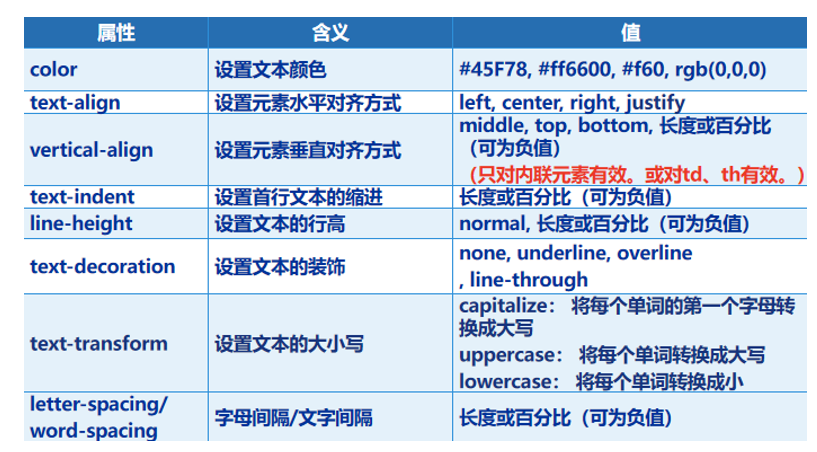 属性 含义 值
color 设置文本颜色 #45F78, #ff6600, #f60, rgb(0,0,0)
text-align 设置元素水平对齐方式 left, center, right, justify
vertical-align 设置元素垂直对齐方式 middle, top, bottom, 长度或百分比
（可为负值）
（只对内联元素有效。或对td、th有效。）
text-indent 设置首行文本的缩进 长度或百分比（可为负值）
line-height 设置文本的行高 normal, 长度或百分比（可为负值）
text-decoration 设置文本的装饰 none, underline, overline
, line-through
text-transform 设置文本的大小写 capitalize： 将每个单词的第一个字母转
换成大写
uppercase： 将每个单词转换成大写
lowercase： 将每个单词转换成小
letter-spacing/
word-spacing 字母间隔/文字间隔 长度或百分比（可为负值）